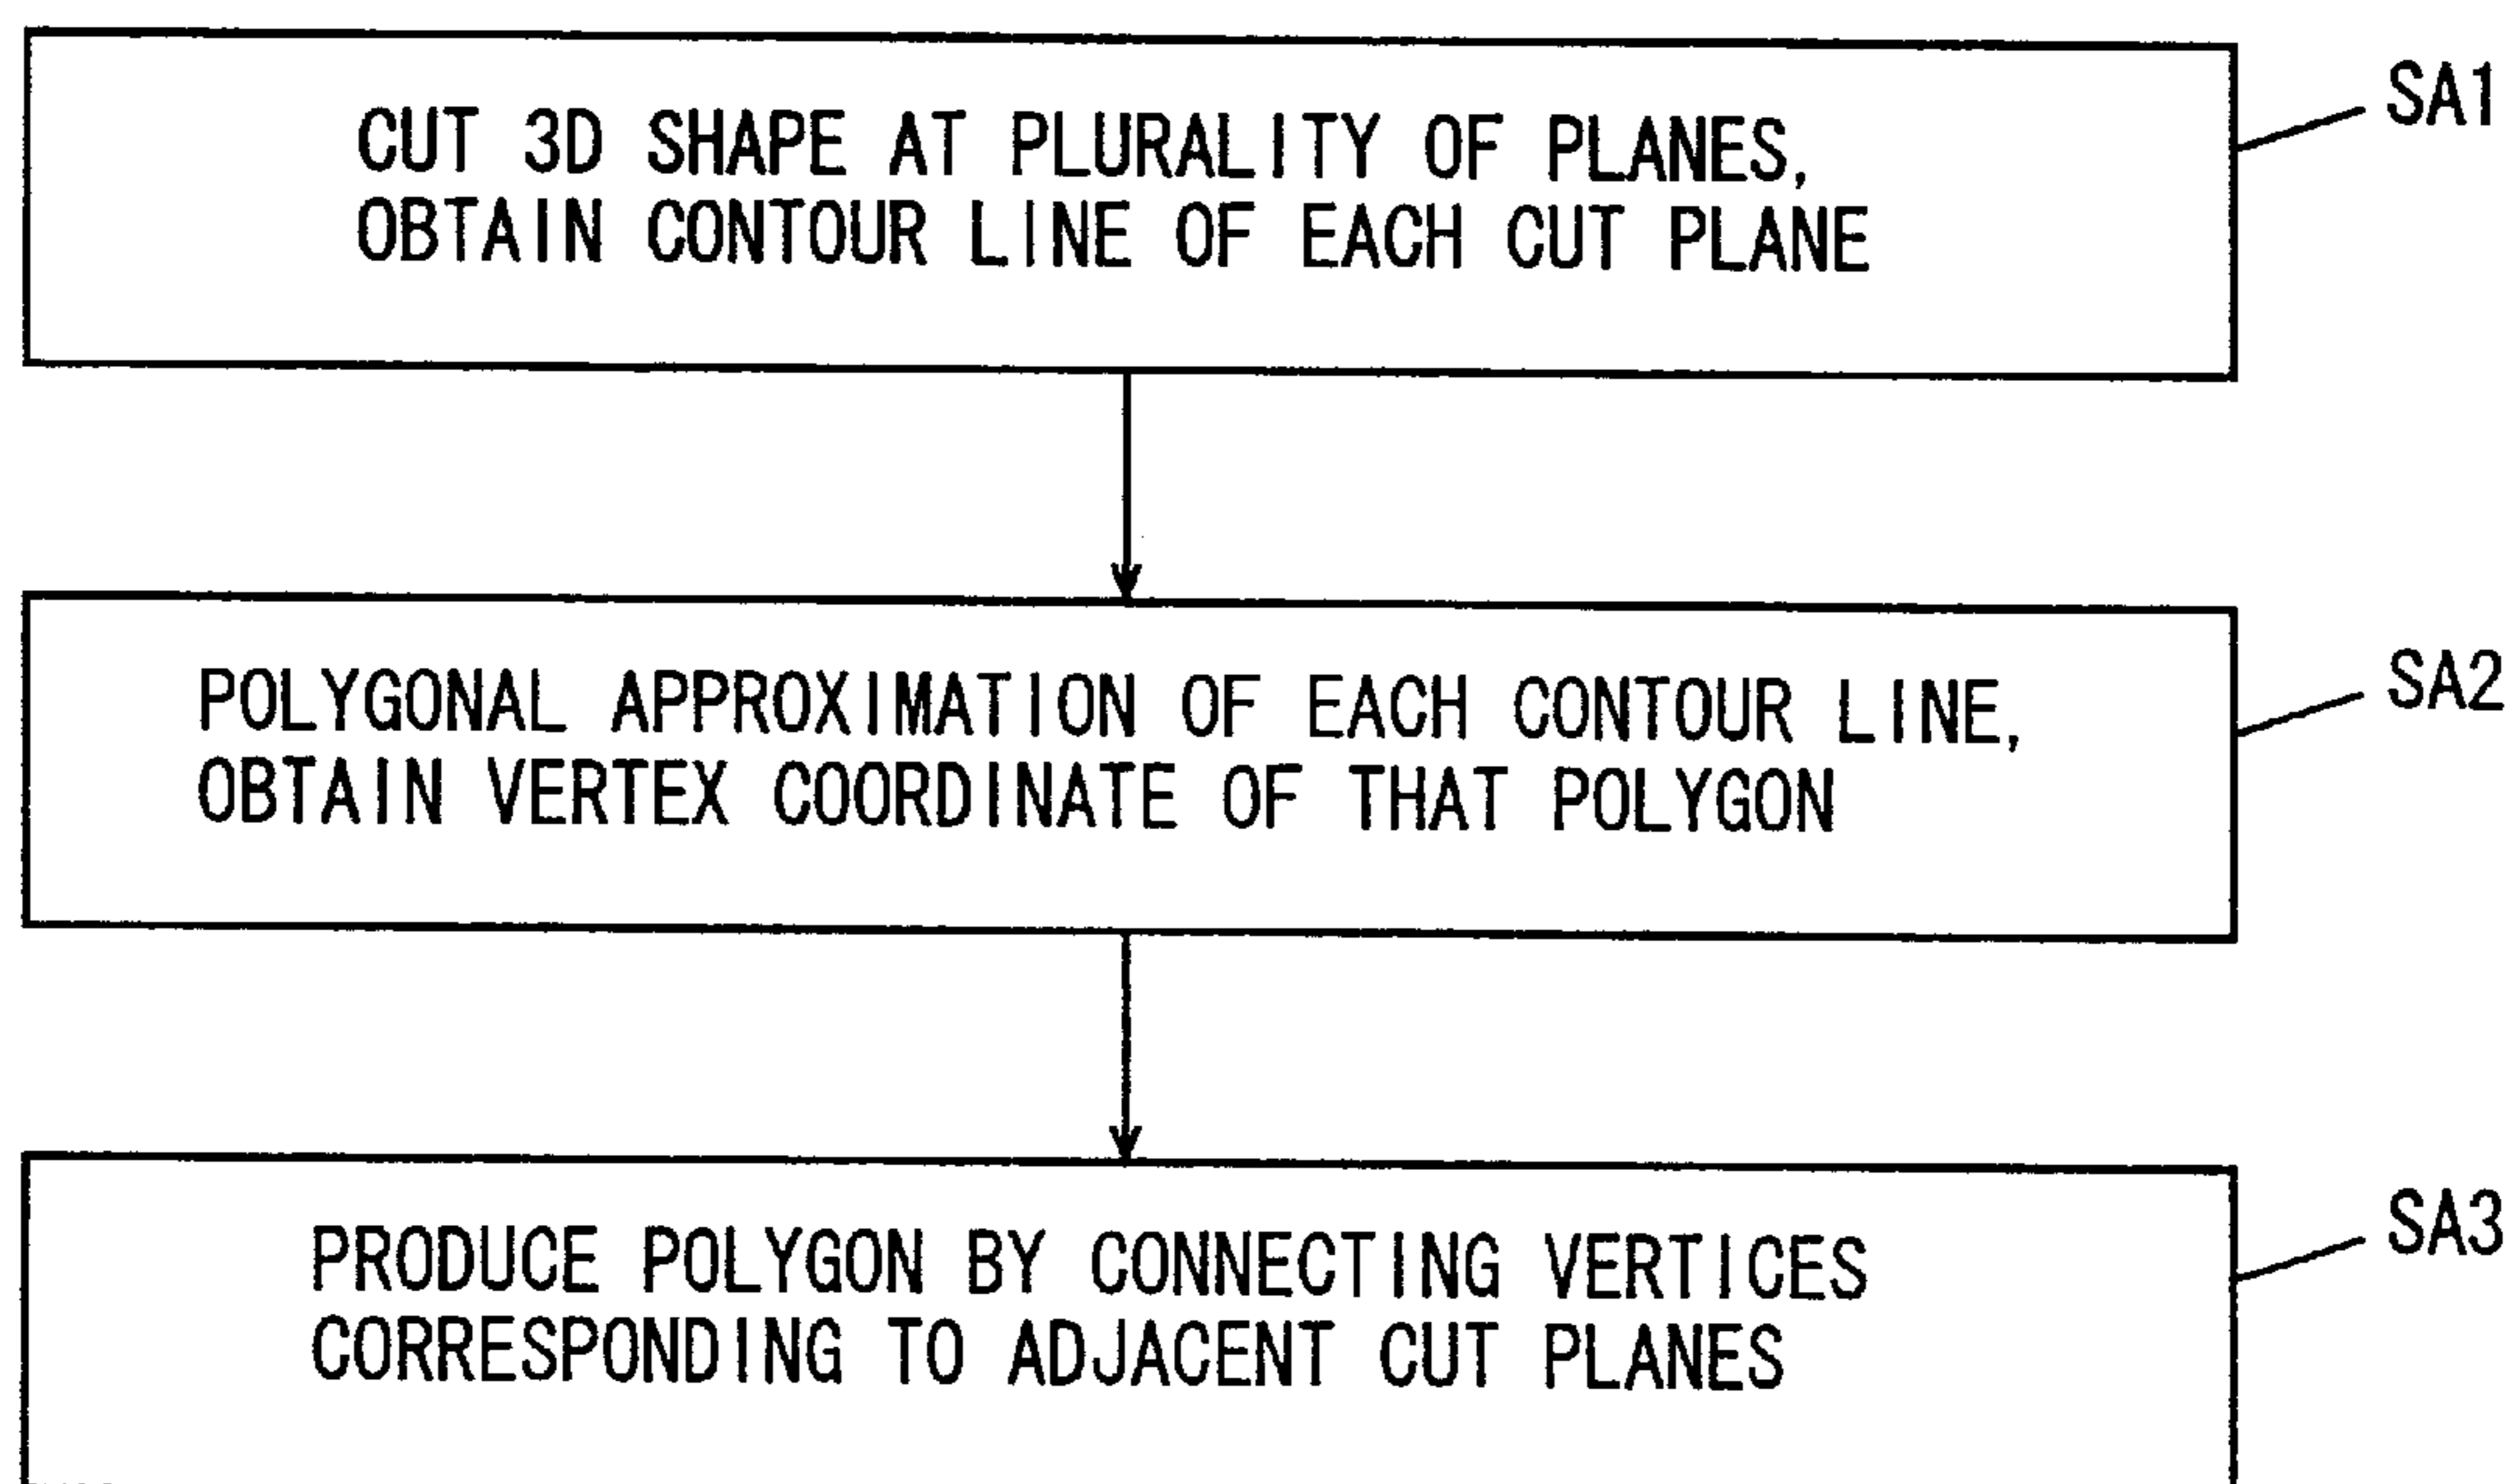 CUT 3D SHAPE AT PLURALITY OF PLANES,
OBTAIN CONTOUR LINE OF EACH CUT PLANE
SA1
POLYGONAL APPROXIMATION OF EACH CONTOUR LINE,
OBTAIN VERTEX COORDINATE OF THAT POLYGON
SA2
PRODUCE POLYGON BY CONNECTING VERTICES
CORRESPONDING TO ADJACENT CUT PLANES
SA3